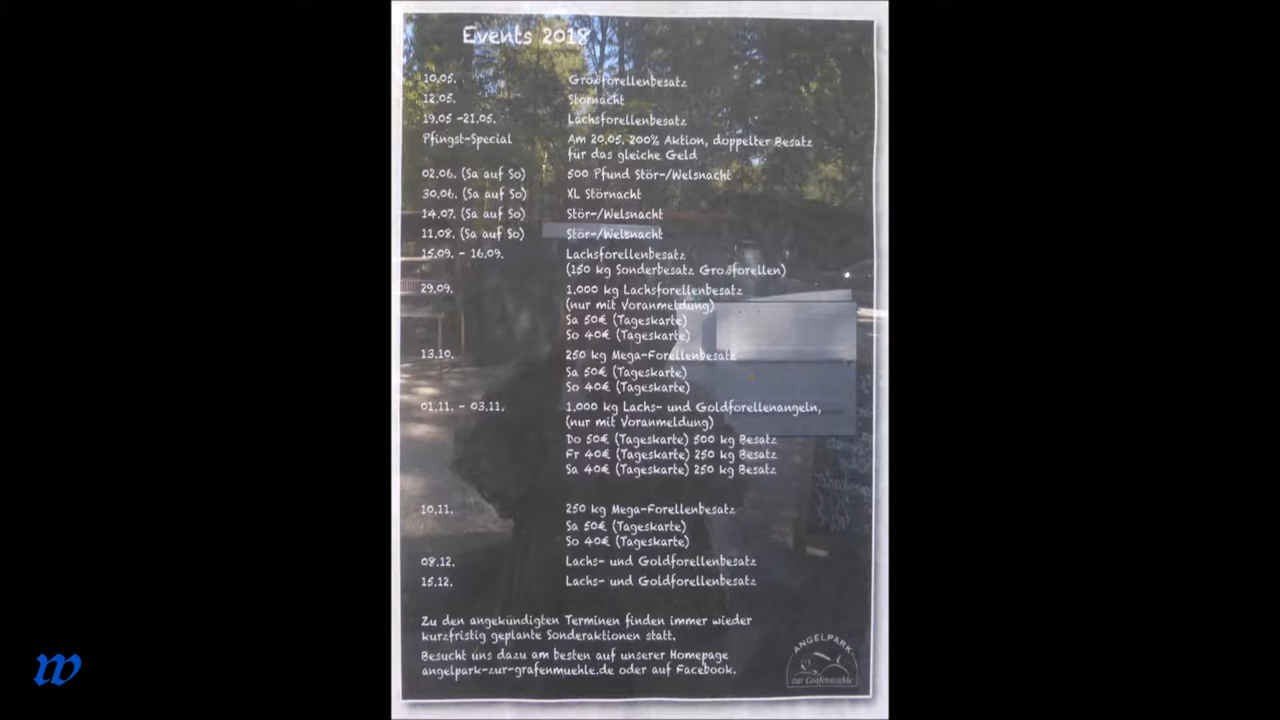 Events 2018
10.05. Großforellenbesatz
12.05. Störnacht
19.05 -21.05. Lachsforellenbesatz
Pfingst-Special Am 20.05. 200% Aktion, doppelter Besatz
für das gleiche Geld
02.06. (Sa auf So) 500 Pfund Stör-/Welsnacht
30.06. (Sa auf So) XL Störnacht
14.07. (Sa auf So) Stör-/Welsnacht
11.08. (Sa auf So) Stör-/Welsnacht
15.09. - 16.09. Lachsforellenbesatz
(150 kg Sonderbesatz Großforellen)
29.09. 1.000 kg Lachsforellenbesatz
(nur mit Voranmeldung)
Sa 50€ (Tageskarte)
So 40€ (Tageskarte)
13.10. 250 kg Mega-Forellenbesatz
Sa 50€ (Tageskarte)
So 40€ (Tageskarte)
01.11. - 03.11. 1.000 kg Lachs- und Goldforellenangeln,
(nur mit Voranmeldung)
Do 50€ (Tageskarte) 500 kg Besatz
Fr 40€ (Tageskarte) 250 kg Besatz
Sa 40€ (Tageskarte) 250 kg Besatz
10.11. 250 kg Mega-Forellenbesatz
Sa 50€ (Tageskarte)
So 40€ (Tageskarte)
08.12. Lachs- und Goldforellenbesatz
15.12. Lachs- und Goldforellenbesatz
Zu den angekündigten Terminen finden immer wieder
kurzfristig geplante Sonderaktionen statt.
Besucht uns dazu am besten auf unserer Homepage
angelpark-zur-grafenmuehle.de oder auf Facebook.
ANGELPARK
zur Grafenmühle
w